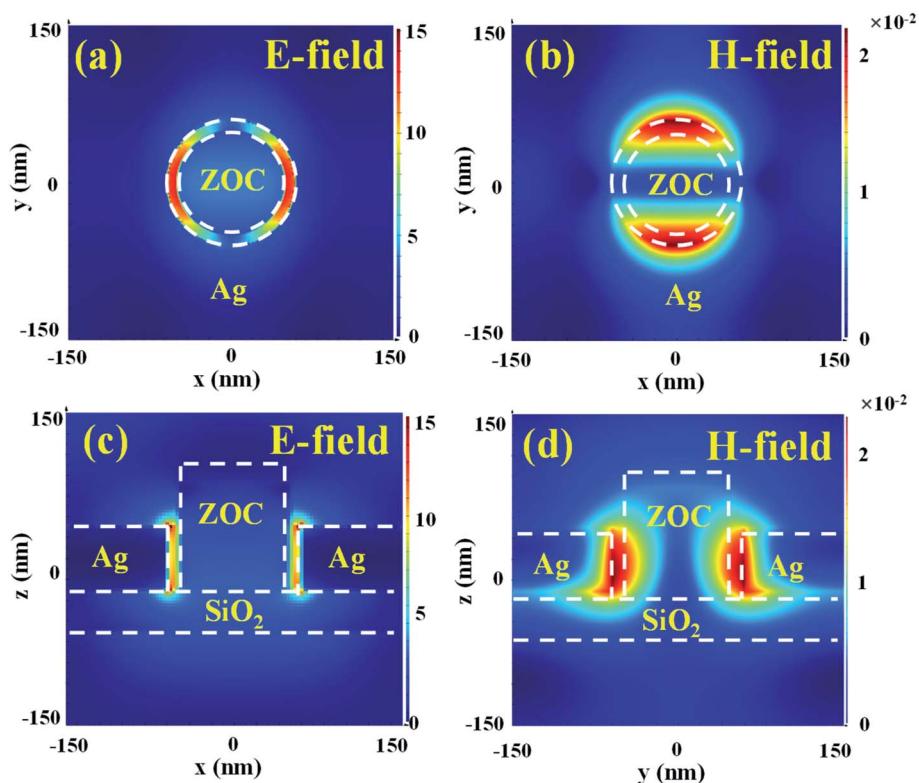 (a) E-field
150
0
-150
y (nm)
ZOC
Ag
-150 0 150
x (nm)
15
10
5
0
(b) H-field
150
0
-150
y (nm)
ZOC
Ag
-150 0 150
x (nm)
×10⁻²
2
1
0
(c) E-field
150
0
-150
z (nm)
ZOC
Ag Ag
SiO₂
-150 0 150
x (nm)
15
10
5
0
(d) H-field
150
0
-150
z (nm)
ZOC
Ag Ag
SiO₂
-150 0 150
y (nm)
×10⁻²
2
1
0